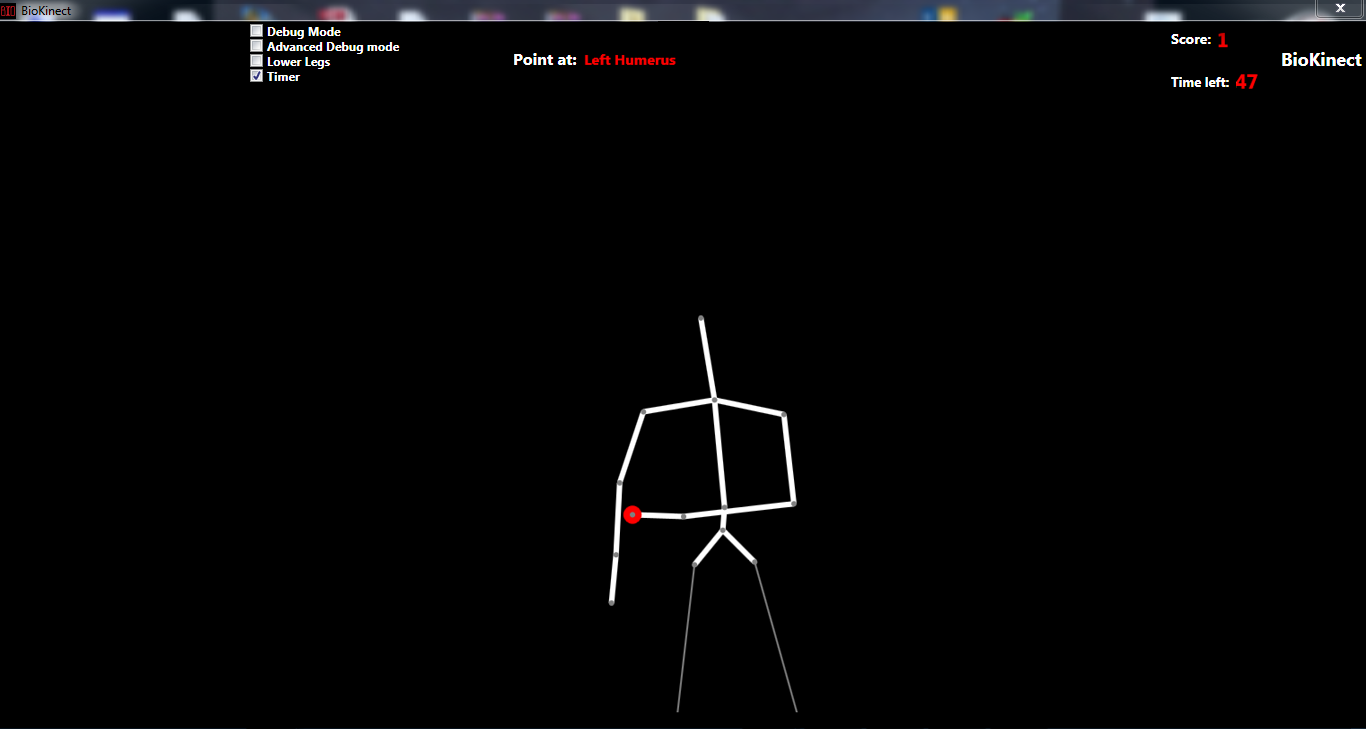 BIO BioKinect
Debug Mode
Advanced Debug mode
Lower Legs
Timer
Point at: Left Humerus
Score: 1
Time left: 47
BioKinect